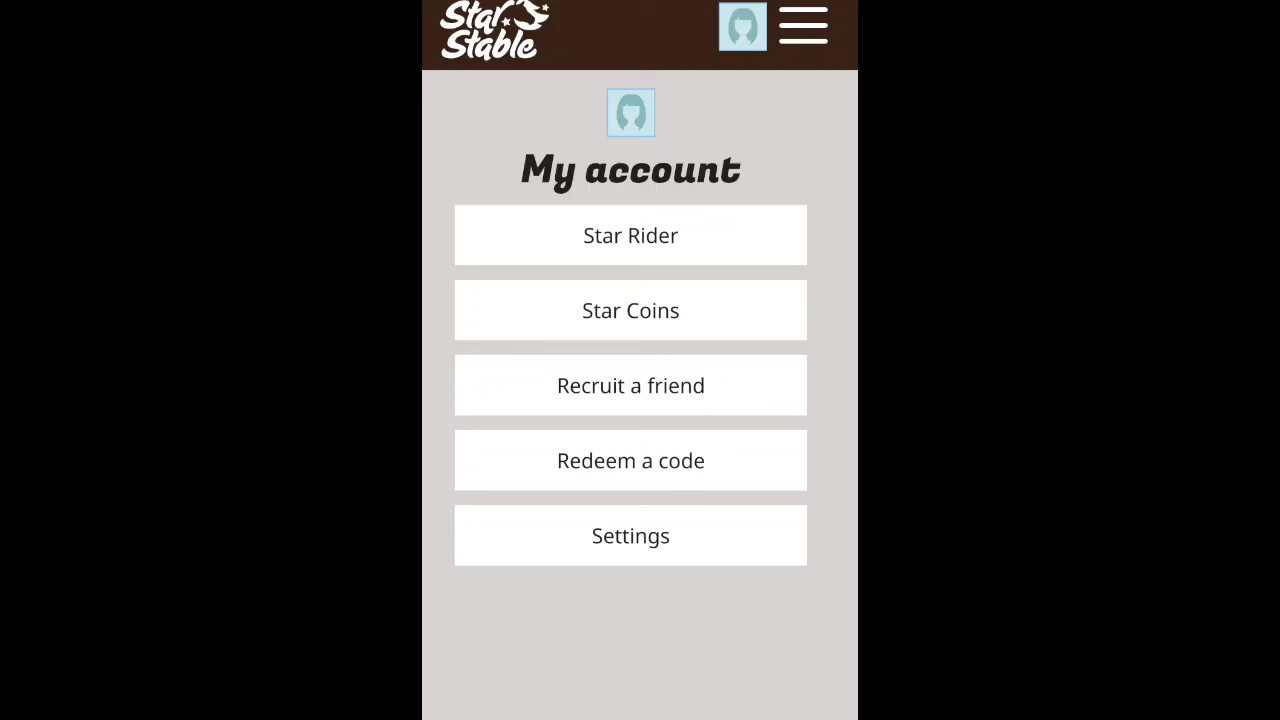 Star
Stable
My account
Star Rider
Star Coins
Recruit a friend
Redeem a code
Settings